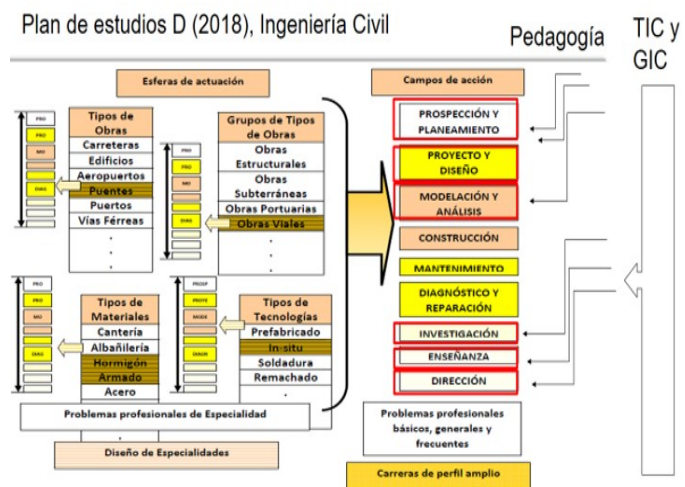 Plan de estudios D (2018), Ingeniería Civil
Pedagogía
TIC y
GIC
Esferas de actuación
Campos de acción
PRO
PRO
MO
DIAG
Tipos de
Obras
Carreteras
Edificios
Aeropuertos
Puentes
Puertos
Vías Férreas
.
.
.
PRO
PRO
MO
DIAG
Grupos de Tipos
de Obras
Obras
Estructurales
Obras
Subterráneas
Obras Portuarias
Obras Viales
.
.
.
PRO
PRO
MO
DIAG
Tipos de
Materiales
Cantería
Albañilería
Hormigón
Armado
Acero
.
PROSP
PROYE
MODE
DIAGN
Tipos de
Tecnologías
Prefabricado
In-situ
Soldadura
Remachado
.
Problemas profesionales de Especialidad
Diseño de Especialidades
PROSPECCIÓN Y
PLANEAMIENTO
PROYECTO Y
DISEÑO
MODELACIÓN Y
ANÁLISIS
CONSTRUCCIÓN
MANTENIMIENTO
DIAGNÓSTICO Y
REPARACIÓN
INVESTIGACIÓN
ENSEÑANZA
DIRECCIÓN
Problemas profesionales
básicos, generales y
frecuentes
Carreras de perfil amplio